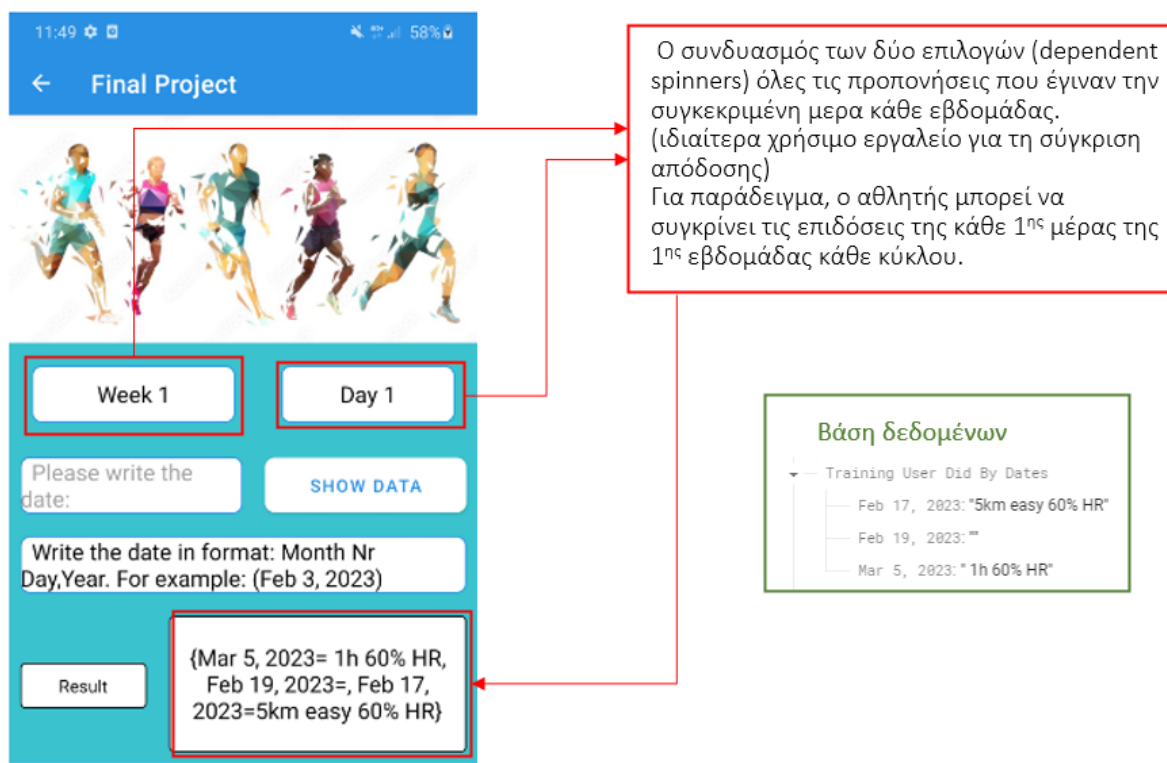 11:49
58%
Final Project
Ο συνδυασμός των δύο επιλογών (dependent
spinners) όλες τις προπονήσεις που έγιναν την
συγκεκριμένη μερα κάθε εβδομάδας.
(ιδιαίτερα χρήσιμο εργαλείο για τη σύγκριση
απόδοσης)
Για παράδειγμα, ο αθλητής μπορεί να
συγκρίνει τις επιδόσεις της κάθε 1ης μέρας της
1ης εβδομάδας κάθε κύκλου.
Week 1
Day 1
Please write the
date:
SHOW DATA
Write the date in format: Month Nr
Day,Year. For example: (Feb 3, 2023)
Result
{Mar 5, 2023= 1h 60% HR,
Feb 19, 2023=, Feb 17,
2023=5km easy 60% HR}
Βάση δεδομένων
Training User Did By Dates
Feb 17, 2023: "5km easy 60% HR"
Feb 19, 2023: ""
Mar 5, 2023: " 1h 60% HR"